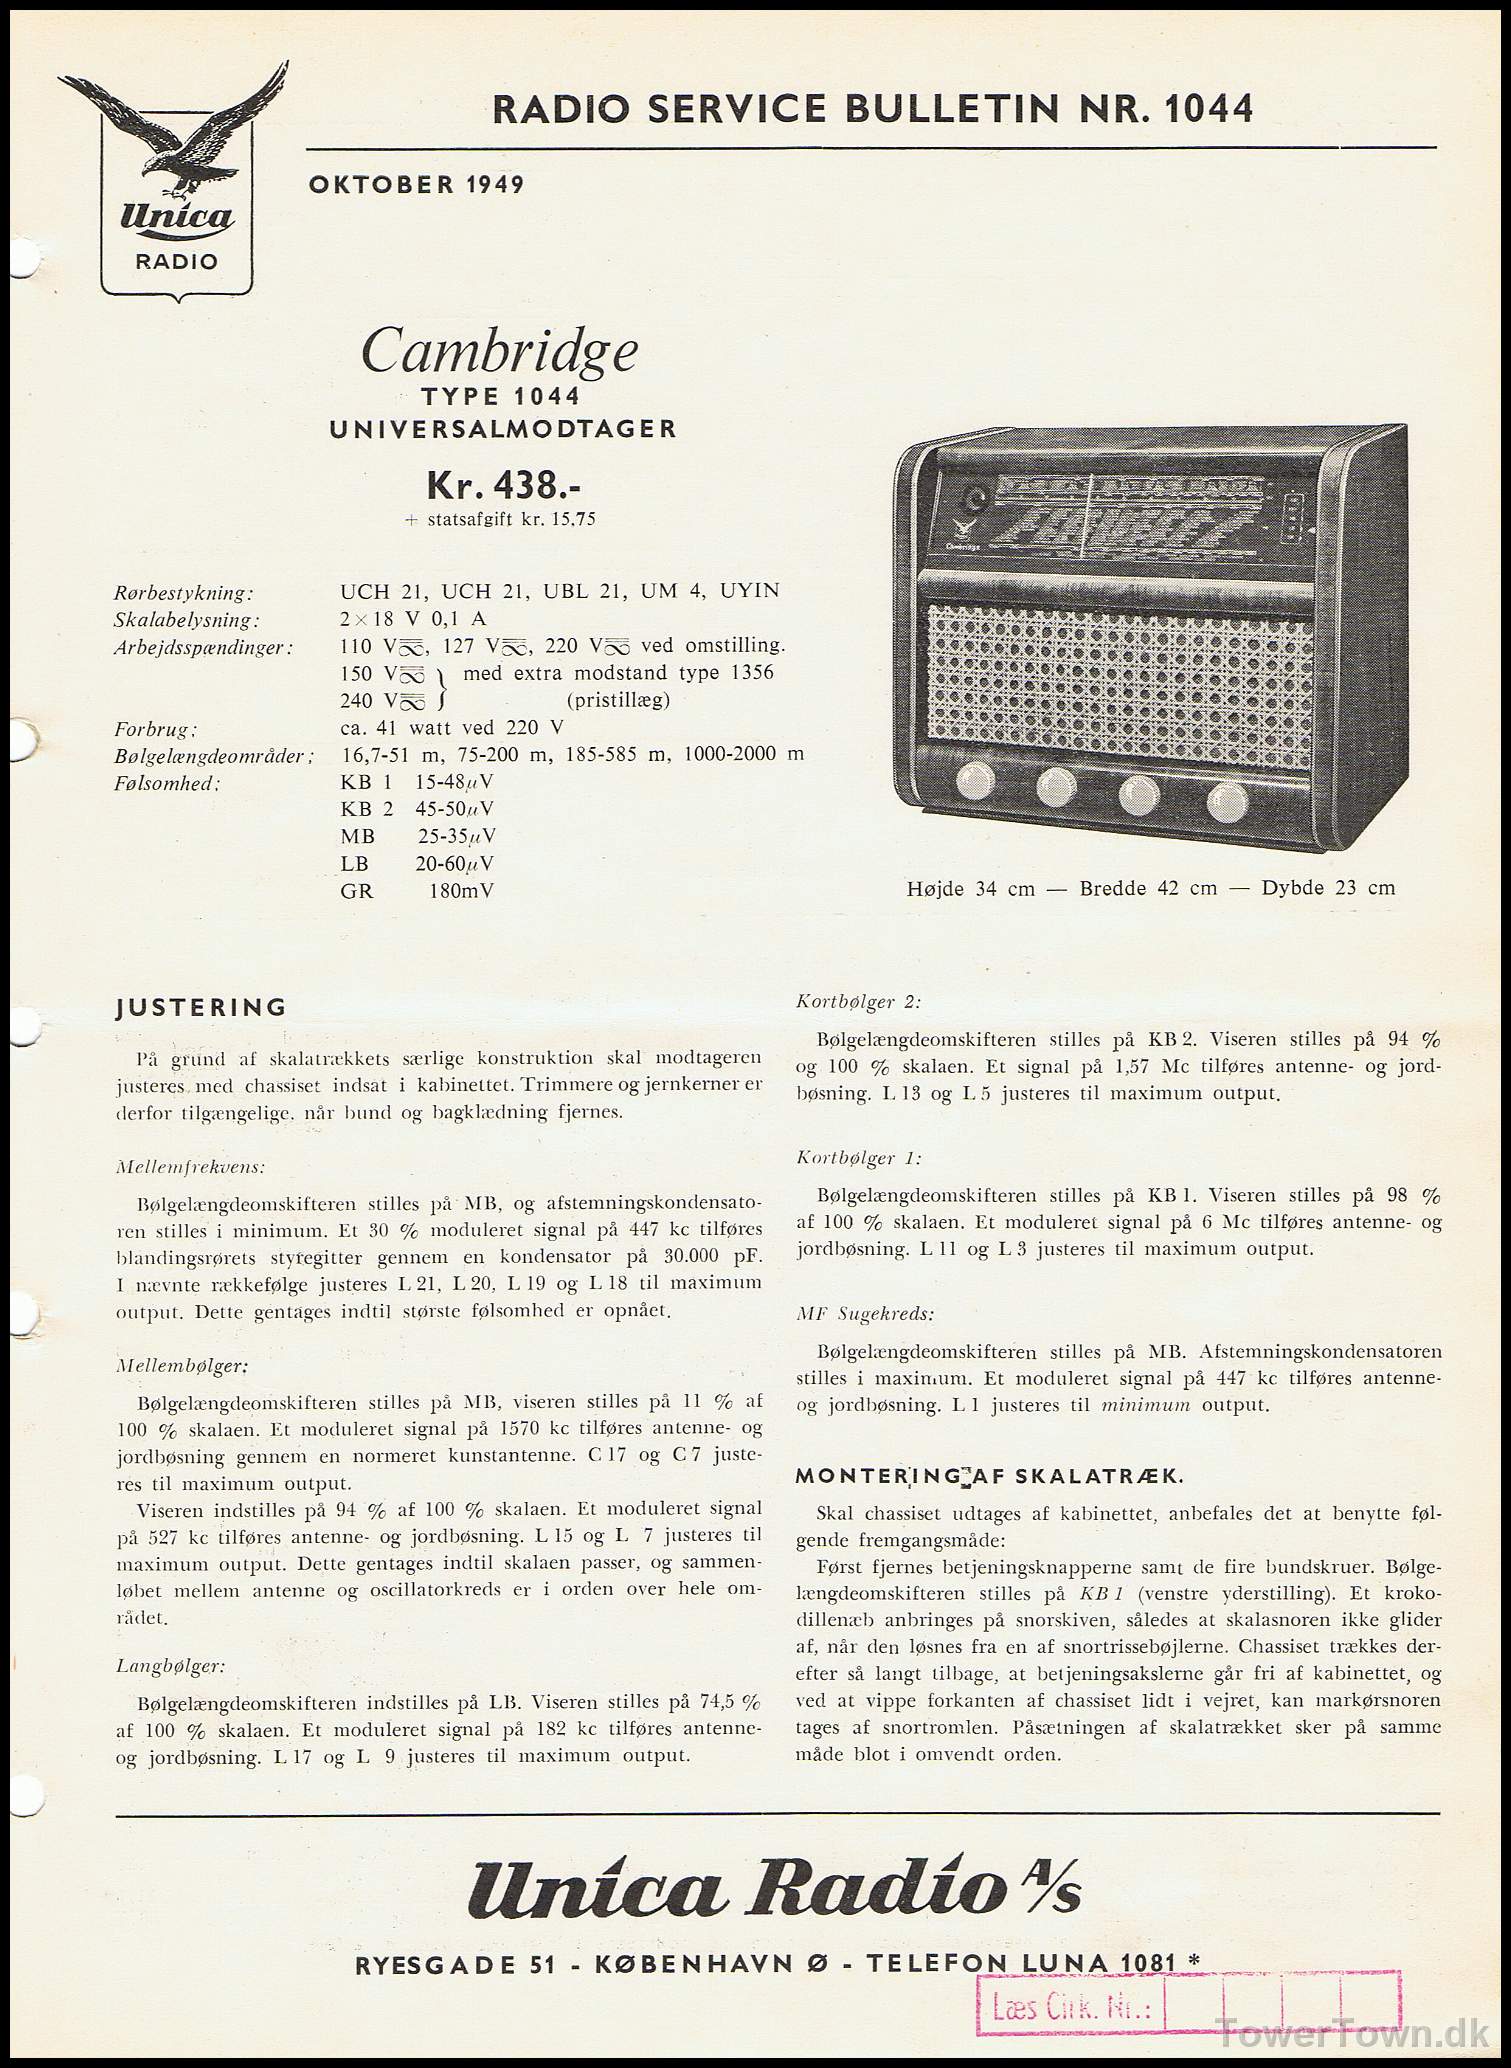 RADIO SERVICE BULLETIN NR. 1044
Unica
RADIO
OKTOBER 1949
Cambridge
TYPE 1044
UNIVERSALMODTAGER
Kr. 438.-
+ statsafgift kr. 15,75
Rørbestykning: UCH 21, UCH 21, UBL 21, UM 4, UYIN
Skalabelysning: 2×18 V 0,1 A
Arbejdsspændinger: 110 V, 127 V, 220 V ved omstilling.
150 V } med extra modstand type 1356
240 V (pristillæg)
Forbrug: ca. 41 watt ved 220 V
Bølgelængdeområder: 16,7-51 m, 75-200 m, 185-585 m, 1000-2000 m
Følsomhed: KB 1 15-48μV
KB 2 45-50μV
MB 25-35μV
LB 20-60μV
GR 180mV
Cambridge
Højde 34 cm — Bredde 42 cm — Dybde 23 cm
JUSTERING
På grund af skalatrækkets særlige konstruktion skal modtageren
justeres med chassiset indsat i kabinettet. Trimmere og jernkerner er
derfor tilgængelige. når bund og bagklædning fjernes.
Mellemfrekvens:
Bølgelængdeomskifteren stilles på MB, og afstemningskondensato-
ren stilles i minimum. Et 30 % moduleret signal på 447 kc tilføres
blandingsrørets styregitter gennem en kondensator på 30.000 pF.
I nævnte rækkefølge justeres L 21, L 20, L 19 og L 18 til maximum
output. Dette gentages indtil største følsomhed er opnået.
Mellembølger:
Bølgelængdeomskifteren stilles på MB, viseren stilles på 11 % af
100 % skalaen. Et moduleret signal på 1570 kc tilføres antenne- og
jordbøsning gennem en normeret kunstantenne. C 17 og C 7 juste-
res til maximum output.
Viseren indstilles på 94 % af 100 % skalaen. Et moduleret signal
på 527 kc tilføres antenne- og jordbøsning. L 15 og L 7 justeres til
maximum output. Dette gentages indtil skalaen passer, og sammen-
løbet mellem antenne og oscillatorkreds er i orden over hele om-
rådet.
Langbølger:
Bølgelængdeomskifteren indstilles på LB. Viseren stilles på 74,5 %
af 100 % skalaen. Et moduleret signal på 182 kc tilføres antenne-
og jordbøsning. L 17 og L 9 justeres til maximum output.
Kortbølger 2:
Bølgelængdeomskifteren stilles på KB 2. Viseren stilles på 94 %
og 100 % skalaen. Et signal på 1,57 Mc tilføres antenne- og jord-
bøsning. L 13 og L 5 justeres til maximum output.
Kortbølger 1:
Bølgelængdeomskifteren stilles på KB 1. Viseren stilles på 98 %
af 100 % skalaen. Et moduleret signal på 6 Mc tilføres antenne- og
jordbøsning. L 11 og L 3 justeres til maximum output.
MF Sugekreds:
Bølgelængdeomskifteren stilles på MB. Afstemningskondensatoren
stilles i maximum. Et moduleret signal på 447 kc tilføres antenne-
og jordbøsning. L 1 justeres til minimum output.
MONTERING AF SKALATRÆK.
Skal chassiset udtages af kabinettet, anbefales det at benytte føl-
gende fremgangsmåde:
Først fjernes betjeningsknapperne samt de fire bundskruer. Bølge-
længdeomskifteren stilles på KB 1 (venstre yderstilling). Et kroko-
dillenæb anbringes på snorskiven, således at skalasnoren ikke glider
af, når den løsnes fra en af snortrissebøjlerne. Chassiset trækkes der-
efter så langt tilbage, at betjeningsakslerne går fri af kabinettet, og
ved at vippe forkanten af chassiset lidt i vejret, kan markørsnoren
tages af snortromlen. Påsætningen af skalatrækket sker på samme
måde blot i omvendt orden.
Unica Radio A/S
RYESGADE 51 - KØBENHAVN Ø - TELEFON LUNA 1081 *
Læs Cirk. Nr.:
TowerTown.dk